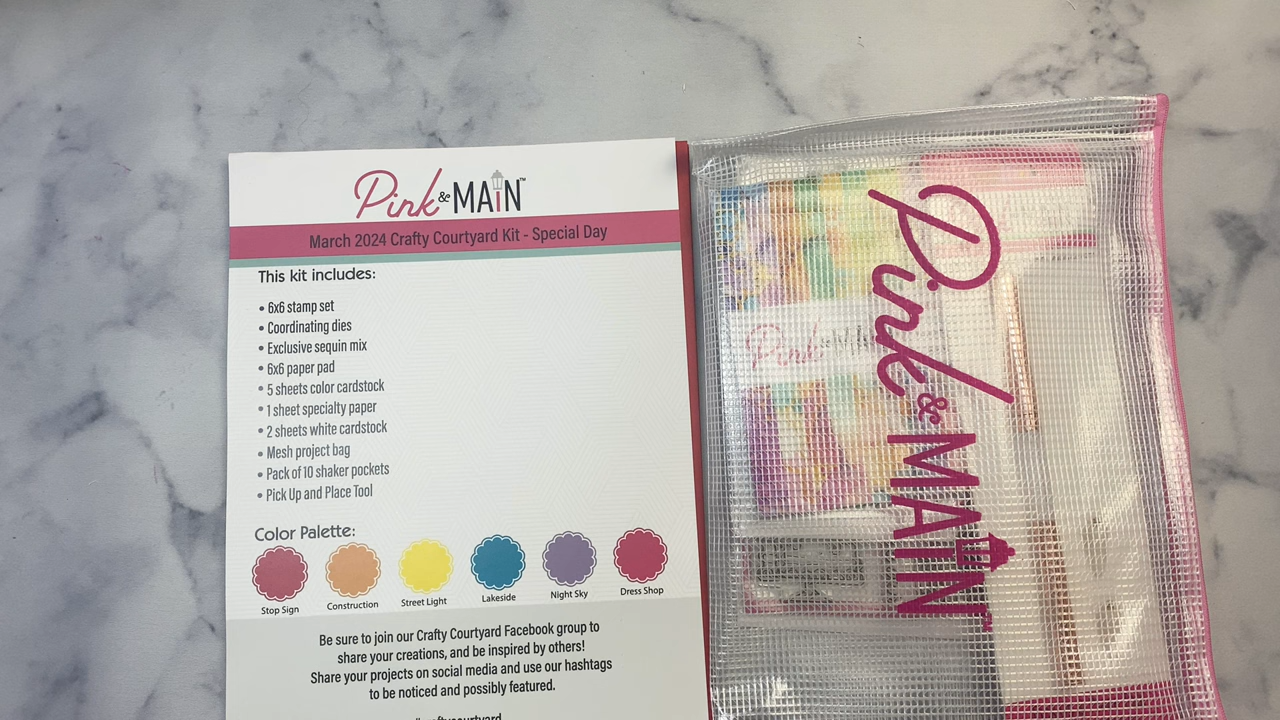 Pink & MAiN™
March 2024 Crafty Courtyard Kit - Special Day
This kit includes:
• 6x6 stamp set
• Coordinating dies
• Exclusive sequin mix
• 6x6 paper pad
• 5 sheets color cardstock
• 1 sheet specialty paper
• 2 sheets white cardstock
• Mesh project bag
• Pack of 10 shaker pockets
• Pick Up and Place Tool
Color Palette:
Stop Sign Construction Street Light Lakeside Night Sky Dress Shop
Be sure to join our Crafty Courtyard Facebook group to
share your creations, and be inspired by others!
Share your projects on social media and use our hashtags
to be noticed and possibly featured.
Pink & MAiN™
Pink & MAiN